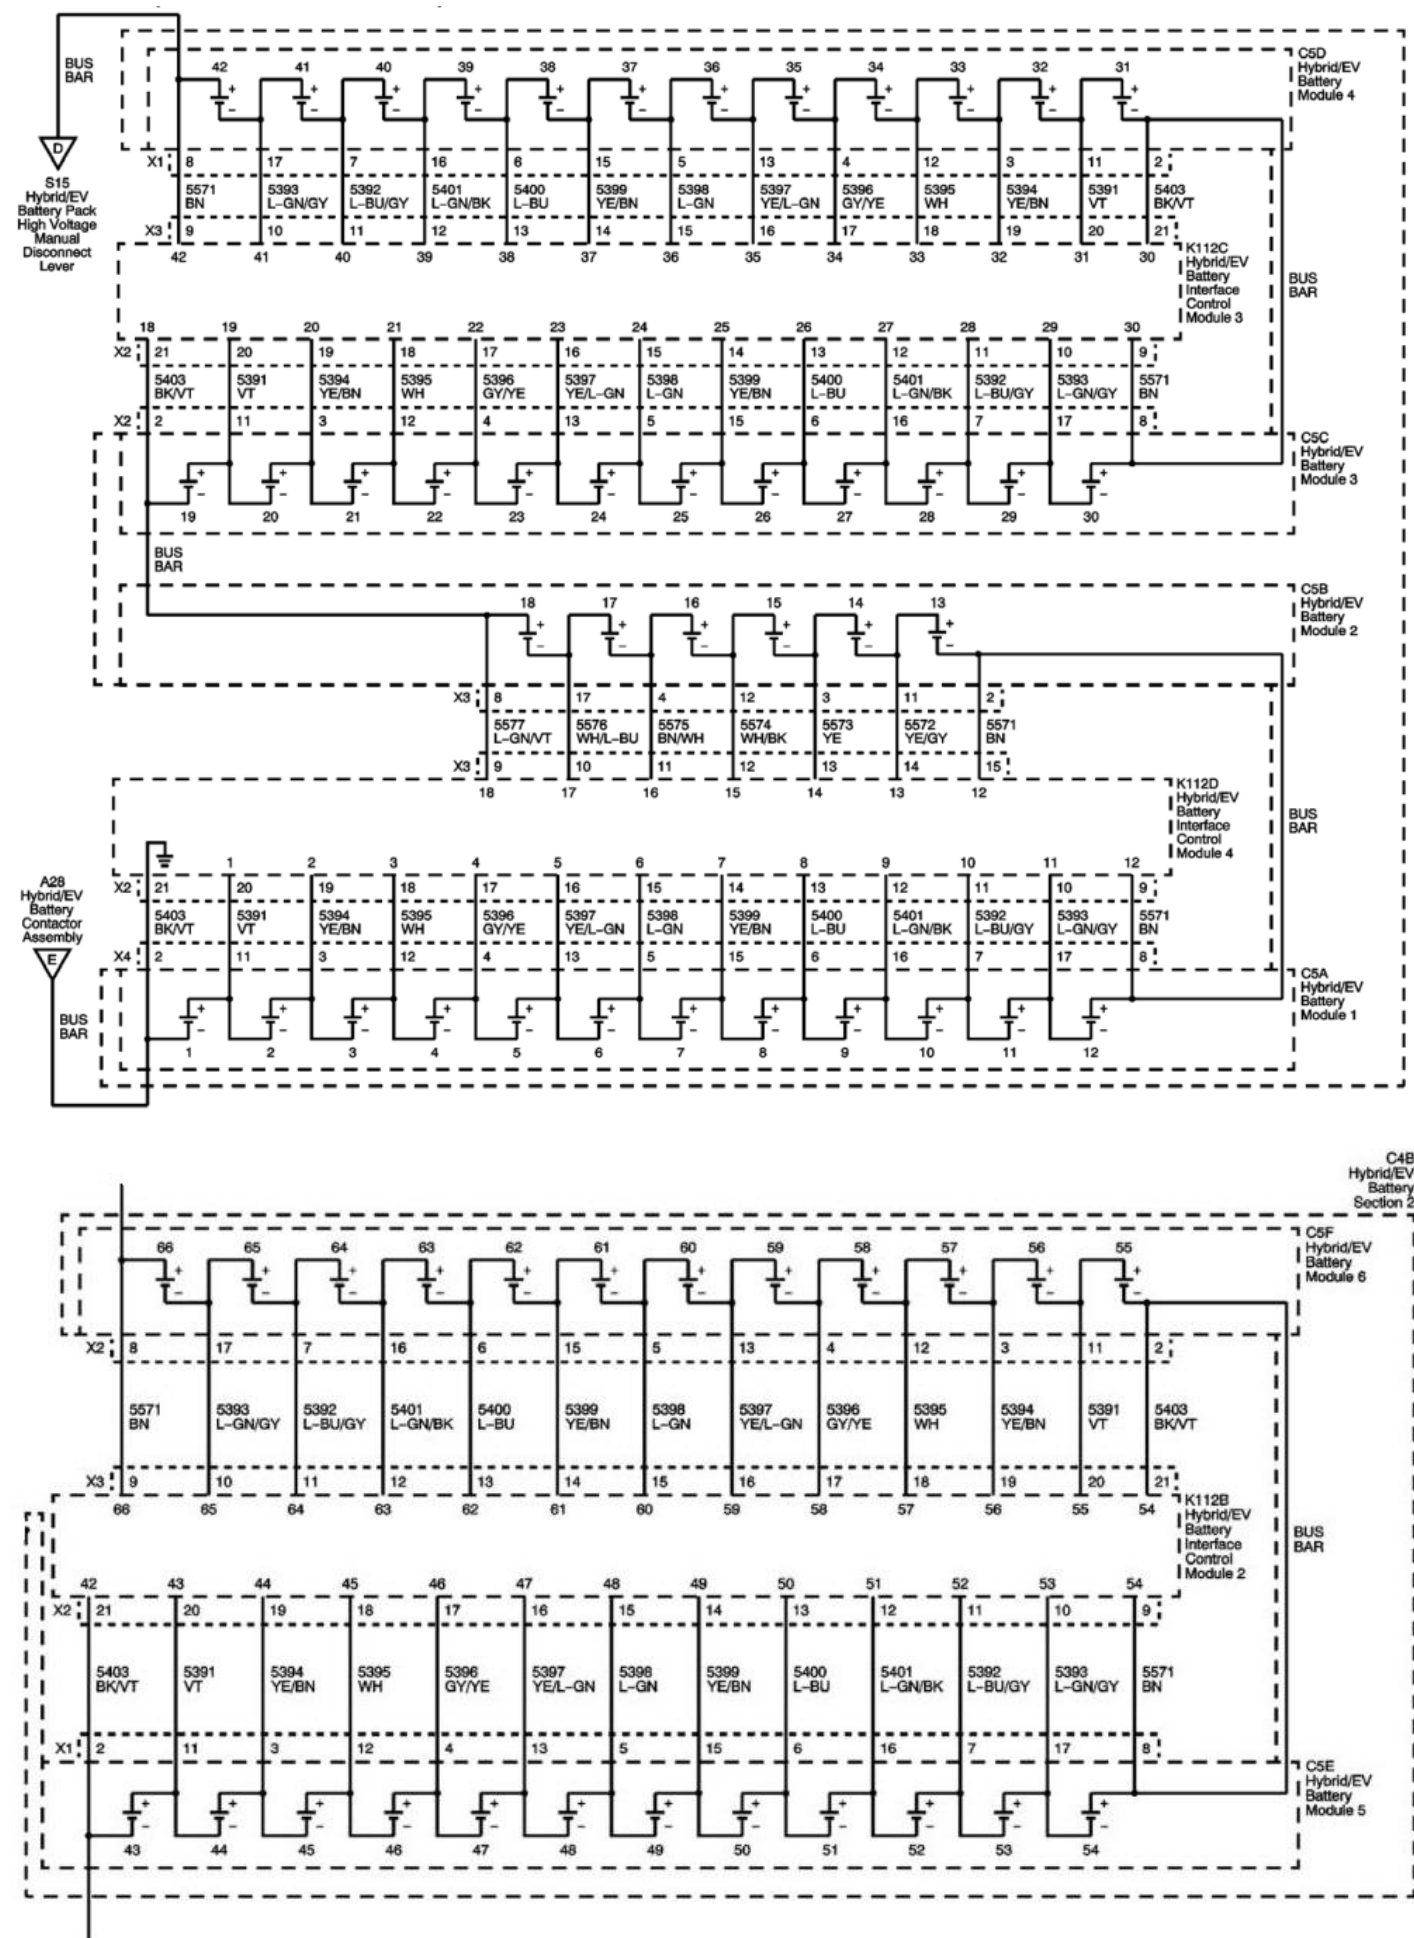 BUS
BAR
D
S15
Hybrid/EV
Battery Pack
High Voltage
Manual
Disconnect
Lever
42 41 40 39 38 37 36 35 34 33 32 31
+ + + + + + + + + + + +
− − − − − − − − − − − −
C5D
Hybrid/EV
Battery
Module 4
X1 8 17 7 16 6 15 5 13 4 12 3 11 2
5571 5393 5392 5401 5400 5399 5398 5397 5396 5395 5394 5391 5403
BN L-GN/GY L-BU/GY L-GN/BK L-BU YE/BN L-GN YE/L-GN GY/YE WH YE/BN VT BK/VT
X3 9 10 11 12 13 14 15 16 17 18 19 20 21
42 41 40 39 38 37 36 35 34 33 32 31 30
K112C
Hybrid/EV
Battery
Interface
Control
Module 3
BUS
BAR
18 19 20 21 22 23 24 25 26 27 28 29 30
X2 21 20 19 18 17 16 15 14 13 12 11 10 9
5403 5391 5394 5395 5396 5397 5398 5399 5400 5401 5392 5393 5571
BK/VT VT YE/BN WH GY/YE YE/L-GN L-GN YE/BN L-BU L-GN/BK L-BU/GY L-GN/GY BN
X2 2 11 3 12 4 13 5 15 6 16 7 17 8
C5C
Hybrid/EV
Battery
Module 3
+ + + + + + + + + + + +
− − − − − − − − − − − −
19 20 21 22 23 24 25 26 27 28 29 30
BUS
BAR
C5B
Hybrid/EV
Battery
Module 2
18 17 16 15 14 13
+ + + + + +
− − − − − −
X3 8 17 4 12 3 11 2
5577 5576 5575 5574 5573 5572 5571
L-GN/VT WH/L-BU BN/WH WH/BK YE YE/GY BN
X3 9 10 11 12 13 14 15
18 17 16 15 14 13 12
K112D
Hybrid/EV
Battery
Interface
Control
Module 4
BUS
BAR
A28
Hybrid/EV
Battery
Contactor
Assembly
E
BUS
BAR
1 2 3 4 5 6 7 8 9 10 11 12
X2 21 20 19 18 17 16 15 14 13 12 11 10 9
5403 5391 5394 5395 5396 5397 5398 5399 5400 5401 5392 5393 5571
BK/VT VT YE/BN WH GY/YE YE/L-GN L-GN YE/BN L-BU L-GN/BK L-BU/GY L-GN/GY BN
X4 2 11 3 12 4 13 5 15 6 16 7 17 8
C5A
Hybrid/EV
Battery
Module 1
+ + + + + + + + + + + +
− − − − − − − − − − − −
1 2 3 4 5 6 7 8 9 10 11 12
C4B
Hybrid/EV
Battery
Section 2
C5F
Hybrid/EV
Battery
Module 6
66 65 64 63 62 61 60 59 58 57 56 55
+ + + + + + + + + + + +
− − − − − − − − − − − −
X2 8 17 7 16 6 15 5 13 4 12 3 11 2
5571 5393 5392 5401 5400 5399 5398 5397 5396 5395 5394 5391 5403
BN L-GN/GY L-BU/GY L-GN/BK L-BU YE/BN L-GN YE/L-GN GY/YE WH YE/BN VT BK/VT
X3 9 10 11 12 13 14 15 16 17 18 19 20 21
66 65 64 63 62 61 60 59 58 57 56 55 54
K112B
Hybrid/EV
Battery
Interface
Control
Module 2
BUS
BAR
42 43 44 45 46 47 48 49 50 51 52 53 54
X2 21 20 19 18 17 16 15 14 13 12 11 10 9
5403 5391 5394 5395 5396 5397 5398 5399 5400 5401 5392 5393 5571
BK/VT VT YE/BN WH GY/YE YE/L-GN L-GN YE/BN L-BU L-GN/BK L-BU/GY L-GN/GY BN
X1 2 11 3 12 4 13 5 15 6 16 7 17 8
C5E
Hybrid/EV
Battery
Module 5
+ + + + + + + + + + + +
− − − − − − − − − − − −
43 44 45 46 47 48 49 50 51 52 53 54